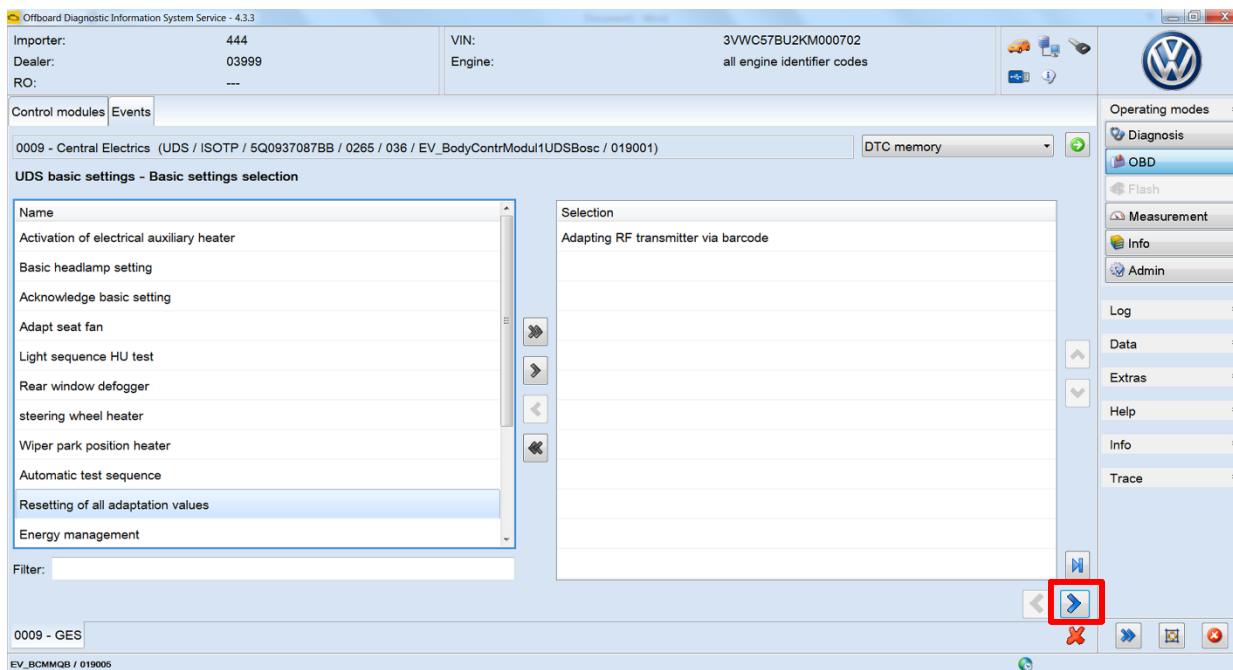 Offboard Diagnostic Information System Service - 4.3.3
Importer: 444 VIN: 3VWC57BU2KM000702
Dealer: 03999 Engine: all engine identifier codes
RO: ---
Control modules Events
Operating modes
0009 - Central Electrics (UDS / ISOTP / 5Q0937087BB / 0265 / 036 / EV_BodyContrModul1UDSBosc / 019001) DTC memory
Diagnosis
OBD
UDS basic settings - Basic settings selection
Flash
Name Selection
Measurement
Activation of electrical auxiliary heater Adapting RF transmitter via barcode
Info
Basic headlamp setting
Admin
Acknowledge basic setting
Log
Adapt seat fan
Data
Light sequence HU test
Extras
Rear window defogger
Help
steering wheel heater
Info
Wiper park position heater
Trace
Automatic test sequence
Resetting of all adaptation values
Energy management
Filter:
0009 - GES
EV_BCMMQB / 019005